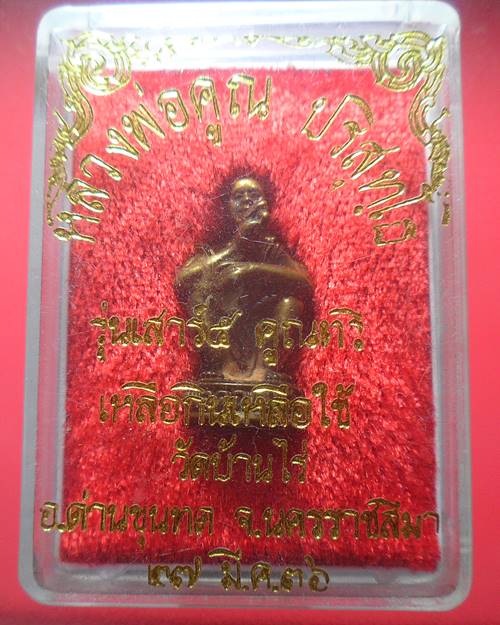 หลวงพ่อคูณ ปริสุทฺโธ
รุ่นเสาร์๕ คูณทวี
เหลือกินเหลือใช้
วัดบ้านไร่
อ.ด่านขุนทด จ.นครราชสีมา
๒๗ มี.ค.๓๖